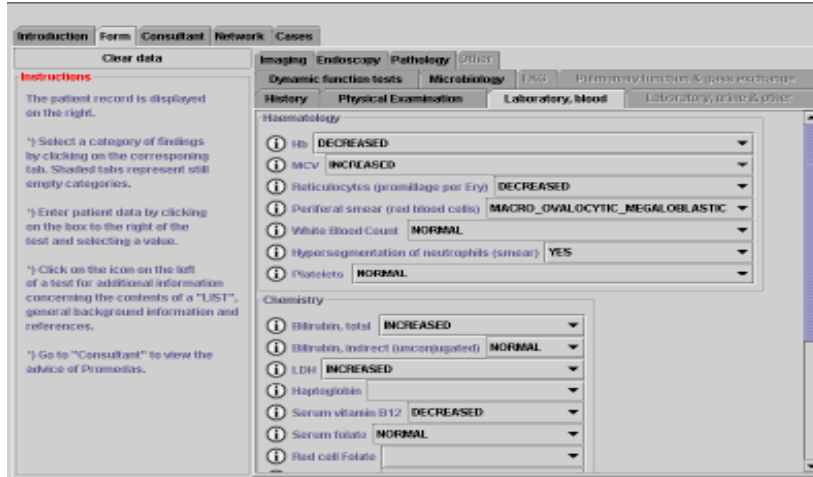 Introduction Form Consultant Network Cases
Clear data
Instructions
The patient record is displayed
on the right.
*) Select a category of findings
by clicking on the corresponing
tab. Shaded tabs represent still
empty categories.
*) Enter patient data by clicking
on the box to the right of the
test and selecting a value.
*) Click on the icon on the left
of a test for additional information
concerning the contents of a "LIST",
general background information and
references.
*) Go to "Consultant" to view the
advice of Promedas.
Imaging Endoscopy Pathology Other
Dynamic function tests Microbiology EKG Pulmonary function & gass exchange
History Physical Examination Laboratory, blood Laboratory, urine & other
Haematology
Hb DECREASED
MCV INCREASED
Reticulocytes (promillage per Ery) DECREASED
Periferal smear (red blood cells) MACRO_OVALOCYTIC_MEGALOBLASTIC
White Blood Count NORMAL
Hypersegmentation of neutrophils (smear) YES
Platelets NORMAL
Chemistry
Bilirubin, total INCREASED
Bilirubin, indirect (unconjugated) NORMAL
LDH INCREASED
Haptoglobin
Serum vitamin B12 DECREASED
Serum folate NORMAL
Red cell Folate